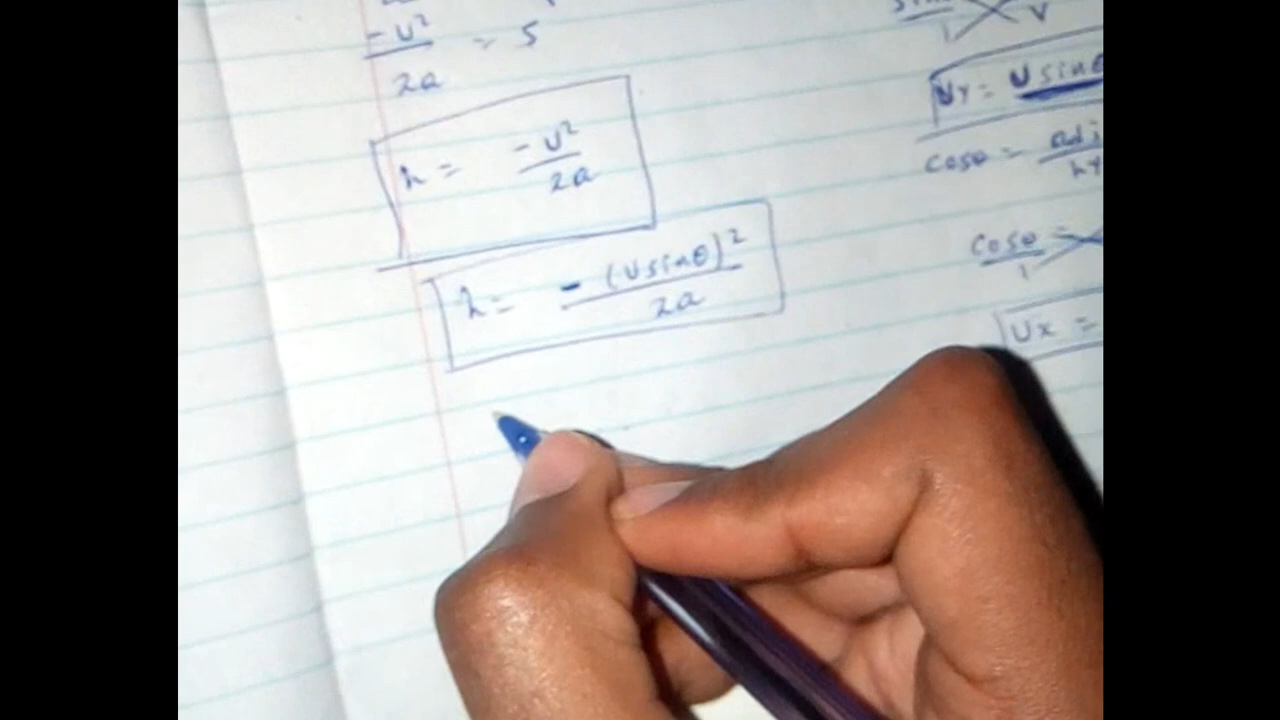 -u²/2a = s
h = -u²/2a
h = -(usinθ)²/2a
Uy = usinθ
cosθ = adj/hy
cosθ/1 =
Ux =